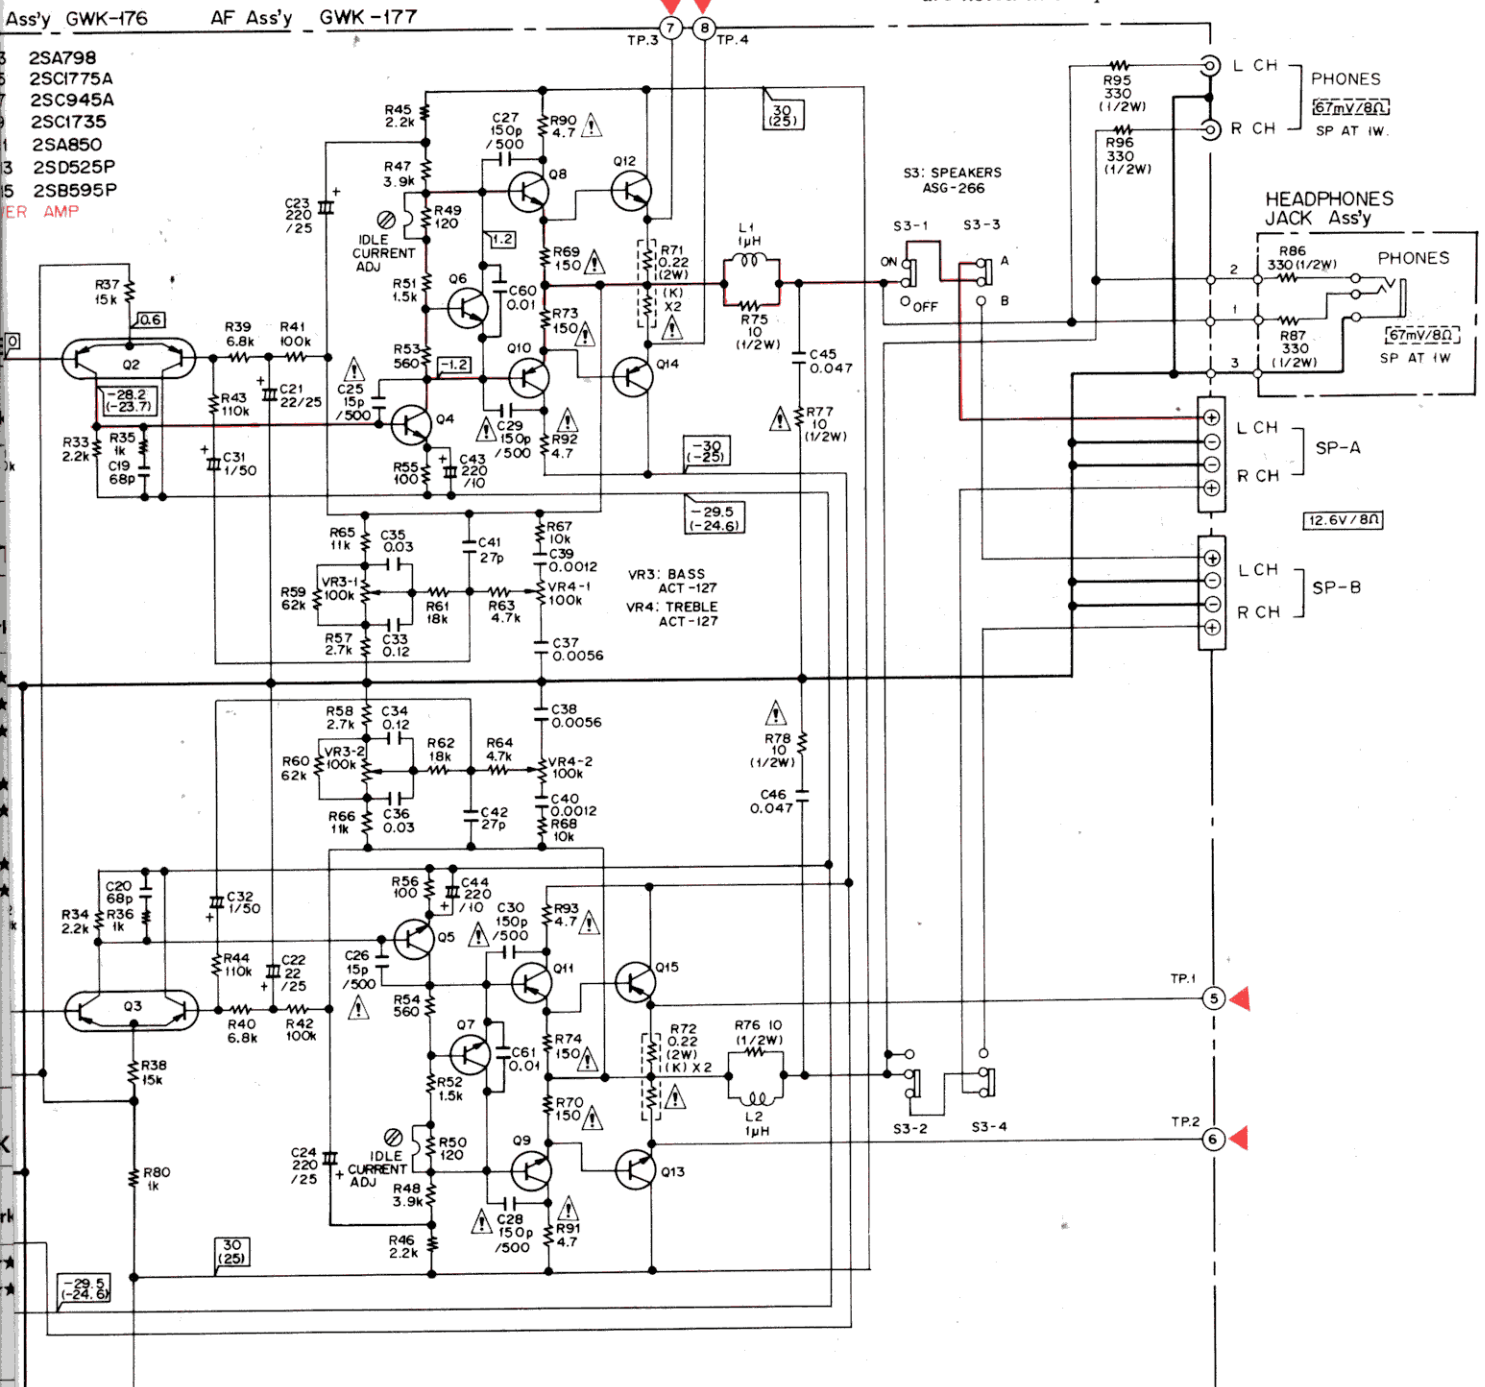 Ass'y GWK-176 AF Ass'y GWK-177
3 2SA798
5 2SC1775A
7 2SC945A
9 2SC1735
1 2SA850
13 2SD525P
15 2SB595P
ER AMP
TP.3 7 8 TP.4
R45
2.2k
C27
150p
/500
R90
4.7
30
(25)
R47
3.9k
Q8
Q12
C23
220
/25
R49
120
IDLE
CURRENT
ADJ
1.2
R69
150
R71
0.22
(2W)
(K)
X2
L1
1μH
R75
10
(1/2W)
S3: SPEAKERS
ASG-266
S3-1 S3-3
ON
OFF
A
B
R95
330
(1/2W)
R96
330
(1/2W)
L CH
R CH
PHONES
67mV/8Ω
SP AT 1W.
HEADPHONES
JACK Ass'y
R86
330(1/2W)
PHONES
2
1
3
R87
330
(1/2W)
67mV/8Ω
SP AT 1W
R37
15k
0.6
0
Q2
R39
6.8k
R41
100k
R51
1.5k
Q6
C60
0.01
R73
150
R53
560
-1.2
Q10
Q14
C45
0.047
-28.2
(-23.7)
R43
110k
C21
22/25
C25
15p
/500
Q4
C29
150p
/500
R92
4.7
R77
10
(1/2W)
R33
2.2k
R35
1k
C19
68p
C31
1/50
R55
100
C43
220
/10
-30
(-25)
-29.5
(-24.6)
L CH
R CH
SP-A
12.6V/8Ω
L CH
R CH
SP-B
R65
11k
C35
0.03
C41
27p
R67
10k
C39
0.0012
R59
62k
VR3-1
100k
R61
18k
R63
4.7k
VR4-1
100k
R57
2.7k
C33
0.12
C37
0.0056
VR3: BASS
ACT-127
VR4: TREBLE
ACT-127
R58
2.7k
C34
0.12
C38
0.0056
R60
62k
VR3-2
100k
R62
18k
R64
4.7k
VR4-2
100k
R66
11k
C36
0.03
C42
27p
C40
0.0012
R68
10k
R78
10
(1/2W)
C46
0.047
C20
68p
R36
1k
R34
2.2k
C32
1/50
R56
100
C44
220
/10
Q5
C30
150p
/500
R93
4.7
R44
110k
C22
22
/25
C26
15p
/500
Q11
Q15
TP.1
5
Q3
R40
6.8k
R42
100k
R54
560
Q7
C61
0.01
R74
150
R72
0.22
(2W)
(K) X2
R76 10
(1/2W)
L2
1μH
R38
15k
R52
1.5k
R70
150
S3-2 S3-4
TP.2
6
R80
1k
C24
220
/25
IDLE
CURRENT
ADJ
R50
120
Q9
Q13
R48
3.9k
C28
150p
/500
R91
4.7
R46
2.2k
30
(25)
-29.5
(-24.6)